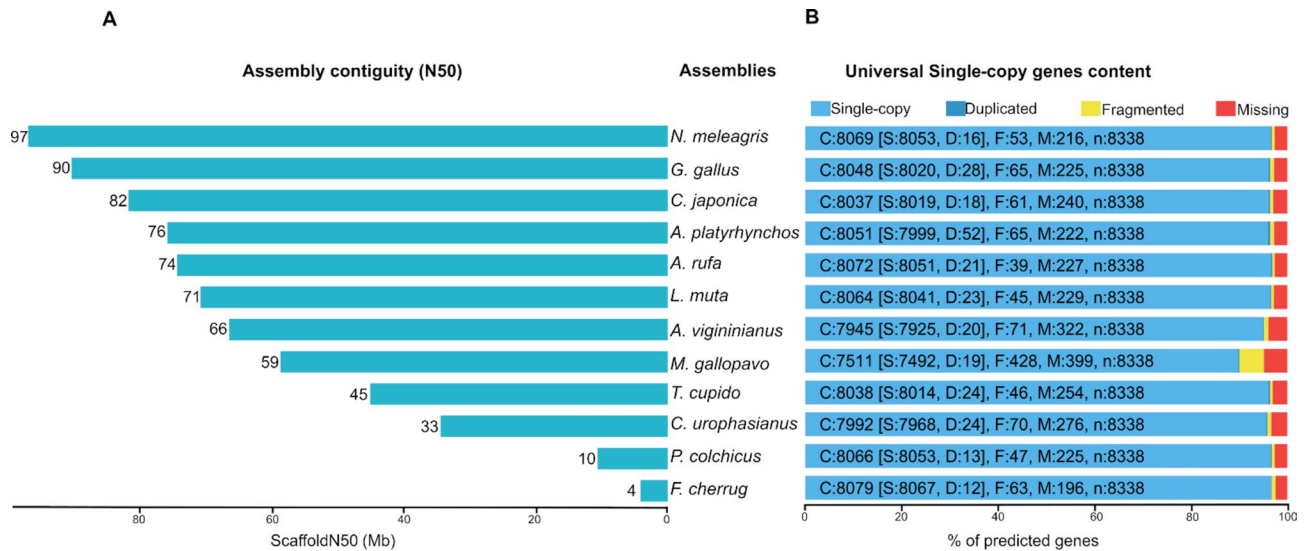 A
B
Assembly contiguity (N50)
Assemblies
Universal Single-copy genes content
Single-copy
Duplicated
Fragmented
Missing
97
N. meleagris
C:8069 [S:8053, D:16], F:53, M:216, n:8338
90
G. gallus
C:8048 [S:8020, D:28], F:65, M:225, n:8338
82
C. japonica
C:8037 [S:8019, D:18], F:61, M:240, n:8338
76
A. platyrhynchos
C:8051 [S:7999, D:52], F:65, M:222, n:8338
74
A. rufa
C:8072 [S:8051, D:21], F:39, M:227, n:8338
71
L. muta
C:8064 [S:8041, D:23], F:45, M:229, n:8338
66
A. vigininianus
C:7945 [S:7925, D:20], F:71, M:322, n:8338
59
M. gallopavo
C:7511 [S:7492, D:19], F:428, M:399, n:8338
45
T. cupido
C:8038 [S:8014, D:24], F:46, M:254, n:8338
33
C. urophasianus
C:7992 [S:7968, D:24], F:70, M:276, n:8338
10
P. colchicus
C:8066 [S:8053, D:13], F:47, M:225, n:8338
4
F. cherrug
C:8079 [S:8067, D:12], F:63, M:196, n:8338
80
60
40
20
0
0
20
40
60
80
100
ScaffoldN50 (Mb)
% of predicted genes